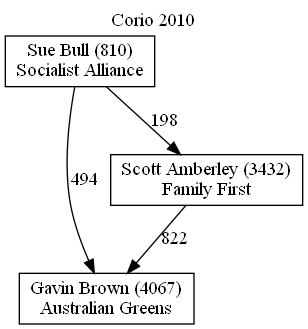 Corio 2010
Sue Bull (810)
Socialist Alliance
198
Scott Amberley (3432)
Family First
494
822
Gavin Brown (4067)
Australian Greens